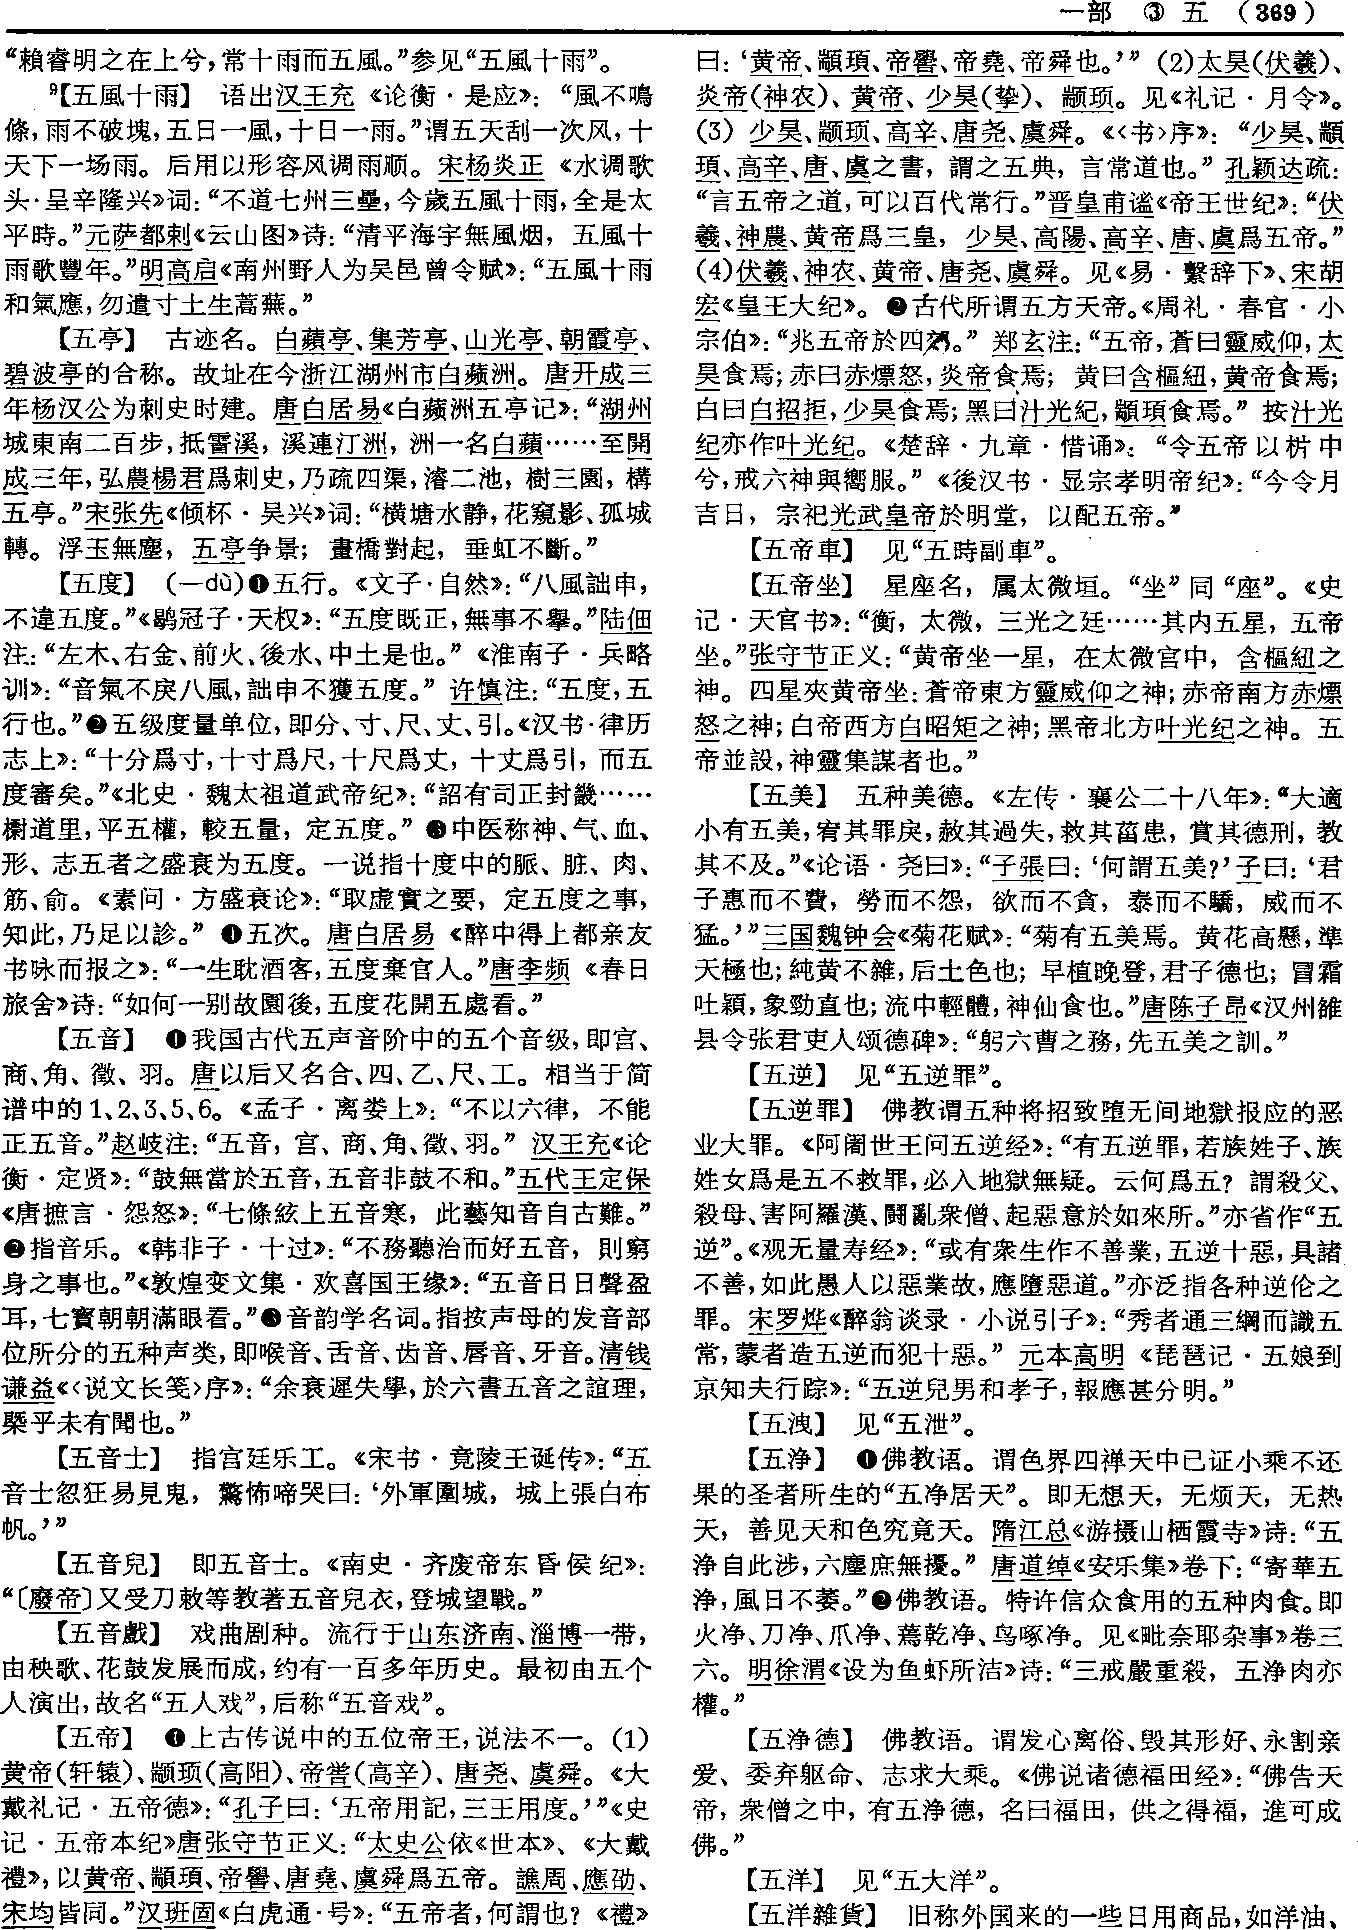 一部 ③ 五 （369）
“賴睿明之在上兮，常十雨而五風。”参见“五風十雨”。
⁹【五風十雨】 语出汉王充《论衡·是应》：“風不鳴
條，雨不破塊，五日一風，十日一雨。”谓五天刮一次风，十
天下一场雨。后用以形容风调雨顺。宋杨炎正《水调歌
头·呈辛隆兴》词：“不道七州三壘，今歲五風十雨，全是太
平時。”元萨都剌《云山图》诗：“清平海宇無風烟，五風十
雨歌豐年。”明高启《南州野人为吴邑曾令赋》：“五風十雨
和氣應，勿遣寸土生蒿蕪。”
【五亭】 古迹名。白蘋亭、集芳亭、山光亭、朝霞亭、
碧波亭的合称。故址在今浙江湖州市白蘋洲。唐开成三
年杨汉公为刺史时建。唐白居易《白蘋洲五亭记》：“湖州
城東南二百步，抵霅溪，溪連汀洲，洲一名白蘋……至開
成三年，弘農楊君爲刺史，乃疏四渠，濬二池，樹三園，構
五亭。”宋张先《倾杯·吴兴》词：“横塘水静，花窺影、孤城
轉。浮玉無塵，五亭争景；畫橋對起，垂虹不斷。”
【五度】 （—dù）❶五行。《文子·自然》：“八風詘申，
不違五度。”《鹖冠子·天权》：“五度既正，無事不舉。”陆佃
注：“左木、右金、前火、後水、中土是也。”《淮南子·兵略
训》：“音氣不戾八風，詘申不獲五度。”许慎注：“五度，五
行也。”❷五级度量单位，即分、寸、尺、丈、引。《汉书·律历
志上》：“十分爲寸，十寸爲尺，十尺爲丈，十丈爲引，而五
度審矣。”《北史·魏太祖道武帝纪》：“詔有司正封畿……
標道里，平五權，較五量，定五度。”❸中医称神、气、血、
形、志五者之盛衰为五度。一说指十度中的脈、脏、肉、
筋、俞。《素问·方盛衰论》：“取虚實之要，定五度之事，
知此，乃足以診。”❹五次。唐白居易《醉中得上都亲友
书咏而报之》：“一生耽酒客，五度棄官人。”唐李频《春日
旅舍》诗：“如何一别故園後，五度花開五處看。”
【五音】 ❶我国古代五声音阶中的五个音级，即宫、
商、角、徵、羽。唐以后又名合、四、乙、尺、工。相当于简
谱中的1、2、3、5、6。《孟子·离娄上》：“不以六律，不能
正五音。”赵岐注：“五音，宫、商、角、徵、羽。”汉王充《论
衡·定贤》：“鼓無當於五音，五音非鼓不和。”五代王定保
《唐摭言·怨怒》：“七條絃上五音寒，此藝知音自古難。”
❷指音乐。《韩非子·十过》：“不務聽治而好五音，則窮
身之事也。”《敦煌变文集·欢喜国王缘》：“五音日日聲盈
耳，七寶朝朝滿眼看。”❸音韵学名词。指按声母的发音部
位所分的五种声类，即喉音、舌音、齿音、唇音、牙音。清钱
谦益《〈说文长笺〉序》：“余衰遲失學，於六書五音之誼理，
槩乎未有聞也。”
【五音士】 指宫廷乐工。《宋书·竟陵王诞传》：“五
音士忽狂易見鬼，驚怖啼哭曰：‘外軍圍城，城上張白布
帆。’”
【五音兒】 即五音士。《南史·齐废帝东昏侯纪》：
“〔廢帝〕又受刀敕等教著五音兒衣，登城望戰。”
【五音戲】 戏曲剧种。流行于山东济南、淄博一带，
由秧歌、花鼓发展而成，约有一百多年历史。最初由五个
人演出，故名“五人戏”，后称“五音戏”。
【五帝】 ❶上古传说中的五位帝王，说法不一。（1）
黄帝（轩辕）、颛顼（高阳）、帝喾（高辛）、唐尧、虞舜。《大
戴礼记·五帝德》：“孔子曰：‘五帝用記，三王用度。’”《史
记·五帝本纪》唐张守节正义：“太史公依《世本》、《大戴
禮》，以黄帝、顓頊、帝嚳、唐堯、虞舜爲五帝。譙周、應劭、
宋均皆同。”汉班固《白虎通·号》：“五帝者，何謂也？《禮》
曰：‘黄帝、顓頊、帝嚳、帝堯、帝舜也。’”（2）太昊（伏羲）、
炎帝（神农）、黄帝、少昊（挚）、颛顼。见《礼记·月令》。
（3）少昊、颛顼、高辛、唐尧、虞舜。《〈书〉序》：“少昊、顓
頊、高辛、唐、虞之書，謂之五典，言常道也。”孔颖达疏：
“言五帝之道，可以百代常行。”晋皇甫谧《帝王世纪》：“伏
羲、神農、黄帝爲三皇，少昊、高陽、高辛、唐、虞爲五帝。”
（4）伏羲、神农、黄帝、唐尧、虞舜。见《易·繫辞下》、宋胡
宏《皇王大纪》。❷古代所谓五方天帝。《周礼·春官·小
宗伯》：“兆五帝於四郊。”郑玄注：“五帝，蒼曰靈威仰，太
昊食焉；赤曰赤熛怒，炎帝食焉；黄曰含樞紐，黄帝食焉；
白曰白招拒，少昊食焉；黑曰汁光紀，顓頊食焉。”按汁光
纪亦作叶光纪。《楚辞·九章·惜诵》：“令五帝以㭊中
兮，戒六神與嚮服。”《後汉书·显宗孝明帝纪》：“今令月
吉日，宗祀光武皇帝於明堂，以配五帝。”
【五帝車】 见“五時副車”。
【五帝坐】 星座名，属太微垣。“坐”同“座”。《史
记·天官书》：“衡，太微，三光之廷……其内五星，五帝
坐。”张守节正义：“黄帝坐一星，在太微宫中，含樞紐之
神。四星夾黄帝坐：蒼帝東方靈威仰之神；赤帝南方赤熛
怒之神；白帝西方白昭矩之神；黑帝北方叶光纪之神。五
帝並設，神靈集謀者也。”
【五美】 五种美德。《左传·襄公二十八年》：“大適
小有五美，宥其罪戾，赦其過失，救其菑患，賞其德刑，教
其不及。”《论语·尧曰》：“子張曰：‘何謂五美？’子曰：‘君
子惠而不費，勞而不怨，欲而不貪，泰而不驕，威而不
猛。’”三国魏钟会《菊花赋》：“菊有五美焉。黄花高懸，準
天極也；純黄不雜，后土色也；早植晚登，君子德也；冒霜
吐穎，象勁直也；流中輕體，神仙食也。”唐陈子昂《汉州雒
县令张君吏人颂德碑》：“躬六曹之務，先五美之訓。”
【五逆】 见“五逆罪”。
【五逆罪】 佛教谓五种将招致堕无间地獄报应的恶
业大罪。《阿阇世王问五逆经》：“有五逆罪，若族姓子、族
姓女爲是五不救罪，必入地獄無疑。云何爲五？謂殺父、
殺母、害阿羅漢、鬪亂衆僧、起惡意於如來所。”亦省作“五
逆”。《观无量寿经》：“或有衆生作不善業，五逆十惡，具諸
不善，如此愚人以惡業故，應墮惡道。”亦泛指各种逆伦之
罪。宋罗烨《醉翁谈录·小说引子》：“秀者通三綱而識五
常，蒙者造五逆而犯十惡。”元本高明《琵琶记·五娘到
京知夫行踪》：“五逆兒男和孝子，報應甚分明。”
【五洩】 见“五泄”。
【五净】 ❶佛教语。谓色界四禅天中已证小乘不还
果的圣者所生的“五净居天”。即无想天，无烦天，无热
天，善见天和色究竟天。隋江总《游摄山栖霞寺》诗：“五
净自此涉，六塵庶無擾。”唐道绰《安乐集》卷下：“寄華五
净，風日不萎。”❷佛教语。特许信众食用的五种肉食。即
火净、刀净、爪净、蔫乾净、鸟啄净。见《毗奈耶杂事》卷三
六。明徐渭《设为鱼虾所洁》诗：“三戒嚴重殺，五净肉亦
權。”
【五净德】 佛教语。谓发心离俗、毁其形好、永割亲
爱、委弃躯命、志求大乘。《佛说诸德福田经》：“佛告天
帝，衆僧之中，有五净德，名曰福田，供之得福，進可成
佛。”
【五洋】 见“五大洋”。
【五洋雜貨】 旧称外国来的一些日用商品，如洋油、